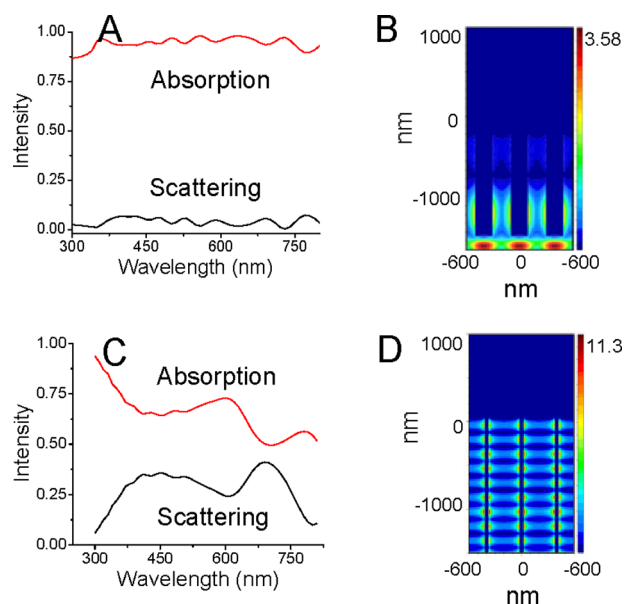 A
1.00
0.75
0.50
0.25
0.00
Intensity
Absorption
Scattering
300
450
600
750
Wavelength (nm)
B
1000
0
-1000
nm
3.58
-600
0
-600
nm
C
1.00
0.75
0.50
0.25
0.00
Intensity
Absorption
Scattering
300
450
600
750
Wavelength (nm)
D
1000
0
-1000
nm
11.3
-600
0
-600
nm